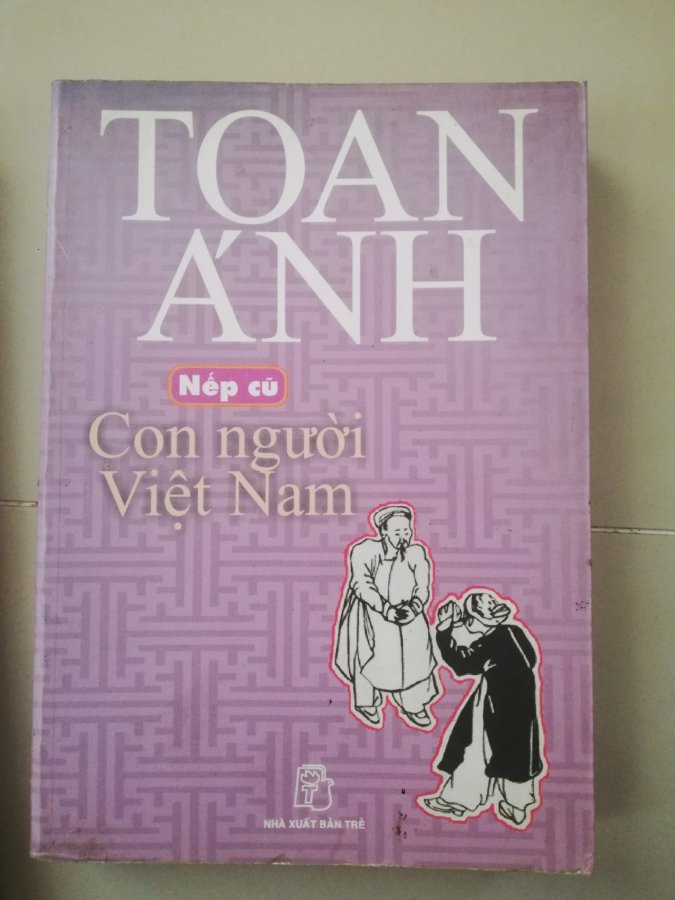 TOAN
ÁNH
Nếp cũ
Con người
Việt Nam
NHÀ XUẤT BẢN TRẺ